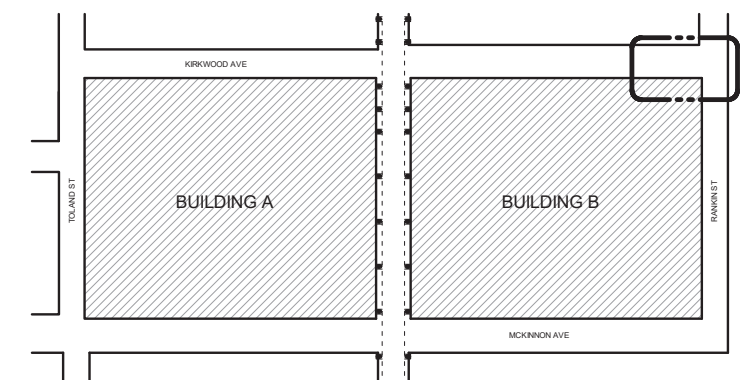 KIRKWOOD AVE
TOLAND ST
BUILDING A
BUILDING B
RANKIN ST
MCKINNON AVE